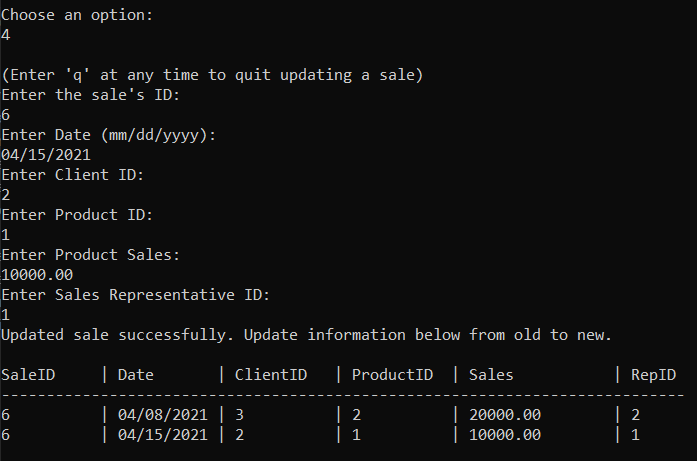 Choose an option:
4
(Enter 'q' at any time to quit updating a sale)
Enter the sale's ID:
6
Enter Date (mm/dd/yyyy):
04/15/2021
Enter Client ID:
2
Enter Product ID:
1
Enter Product Sales:
10000.00
Enter Sales Representative ID:
1
Updated sale successfully. Update information below from old to new.
SaleID     | Date       | ClientID   | ProductID  | Sales           | RepID
----------------------------------------------------------------------------
6          | 04/08/2021 | 3          | 2          | 20000.00        | 2
6          | 04/15/2021 | 2          | 1          | 10000.00        | 1